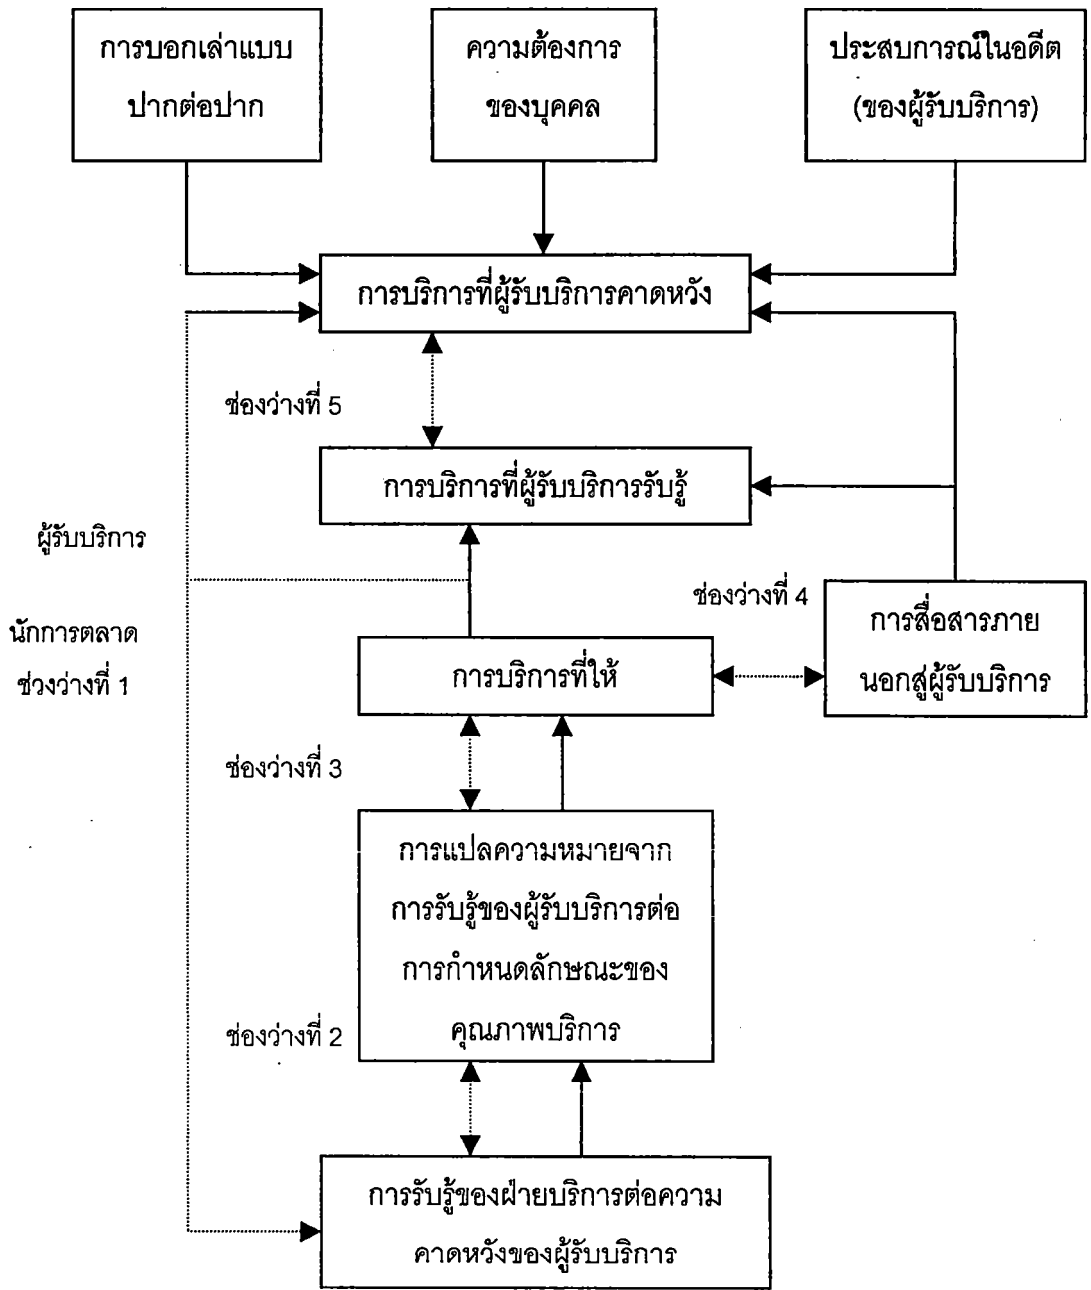 การบอกเล่าแบบ
ปากต่อปาก
ความต้องการ
ของบุคคล
ประสบการณ์ในอดีต
(ของผู้รับบริการ)
การบริการที่ผู้รับบริการคาดหวัง
ช่องว่างที่ 5
การบริการที่ผู้รับบริการรับรู้
ผู้รับบริการ
นักการตลาด
ช่วงว่างที่ 1
ช่องว่างที่ 4
การสื่อสารภาย
นอกสู่ผู้รับบริการ
การบริการที่ให้
ช่องว่างที่ 3
การแปลความหมายจาก
การรับรู้ของผู้รับบริการต่อ
การกำหนดลักษณะของ
คุณภาพบริการ
ช่องว่างที่ 2
การรับรู้ของฝ่ายบริการต่อความ
คาดหวังของผู้รับบริการ